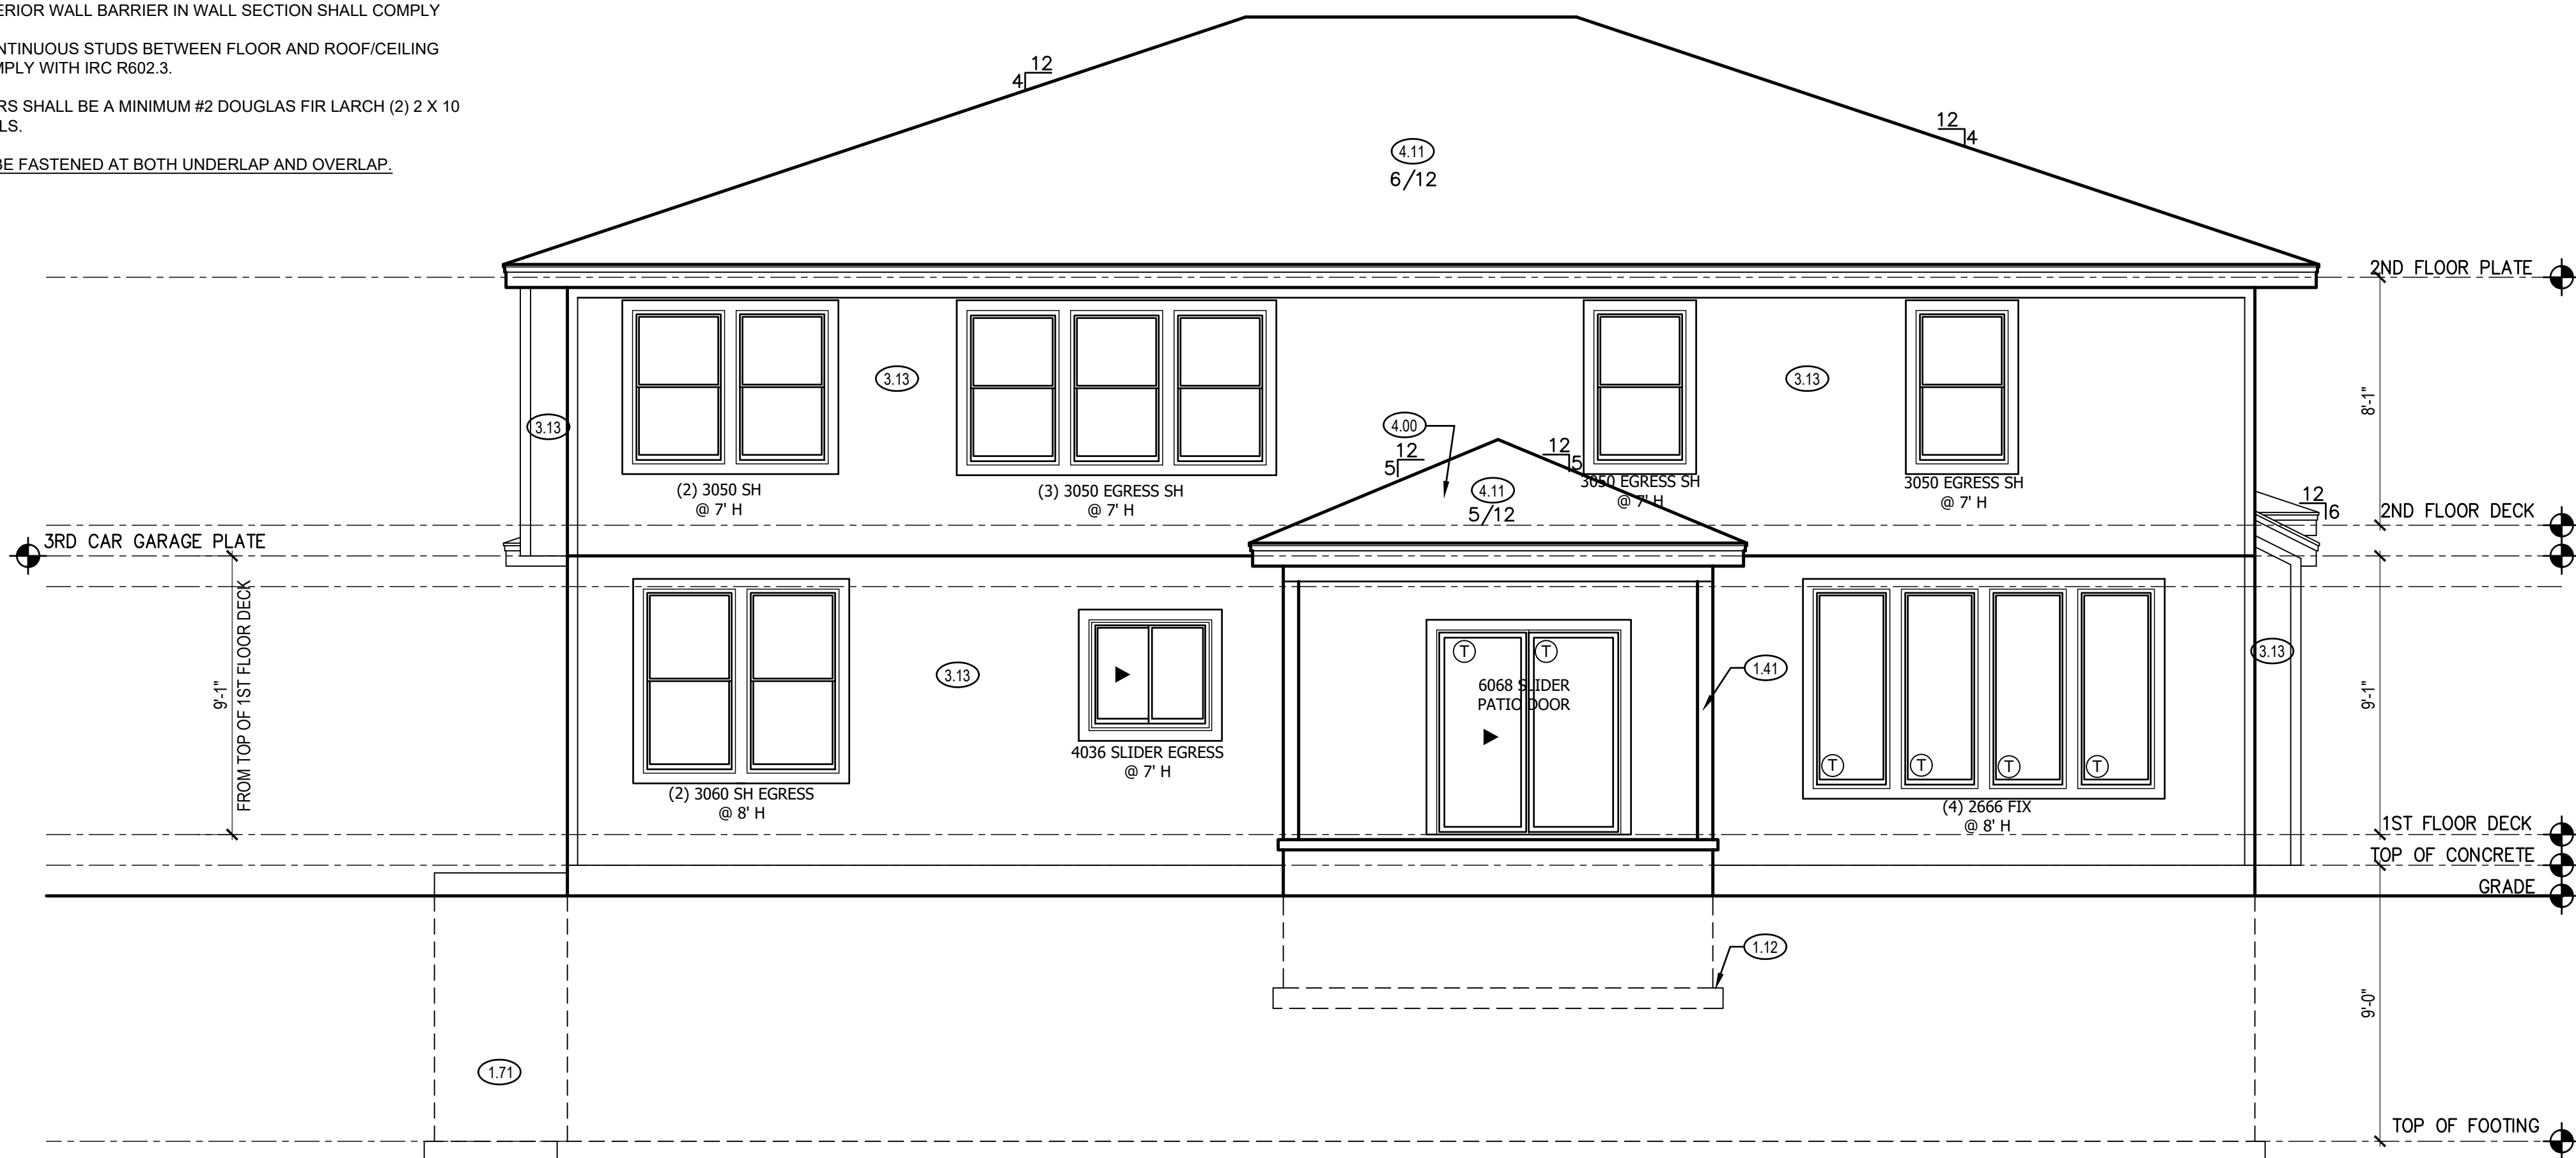 ERIOR WALL BARRIER IN WALL SECTION SHALL COMPLY
NTINUOUS STUDS BETWEEN FLOOR AND ROOF/CEILING
MPLY WITH IRC R602.3.
RS SHALL BE A MINIMUM #2 DOUGLAS FIR LARCH (2) 2 X 10
LS.
BE FASTENED AT BOTH UNDERLAP AND OVERLAP.
12
4
12
4
4.11
6/12
2ND FLOOR PLATE
3.13
3.13
3.13
8'-1"
4.00
12
5
12
5
4.11
5/12
(2) 3050 SH
@ 7' H
(3) 3050 EGRESS SH
@ 7' H
3050 EGRESS SH
@ 7' H
3050 EGRESS SH
@ 7' H
12
6
2ND FLOOR DECK
3RD CAR GARAGE PLATE
9'-1"
FROM TOP OF 1ST FLOOR DECK
3.13
T
T
6068 SLIDER
PATIO DOOR
1.41
3.13
9'-1"
4036 SLIDER EGRESS
@ 7' H
T
T
T
T
(2) 3060 SH EGRESS
@ 8' H
(4) 2666 FIX
@ 8' H
1ST FLOOR DECK
TOP OF CONCRETE
GRADE
1.12
9'-0"
1.71
TOP OF FOOTING